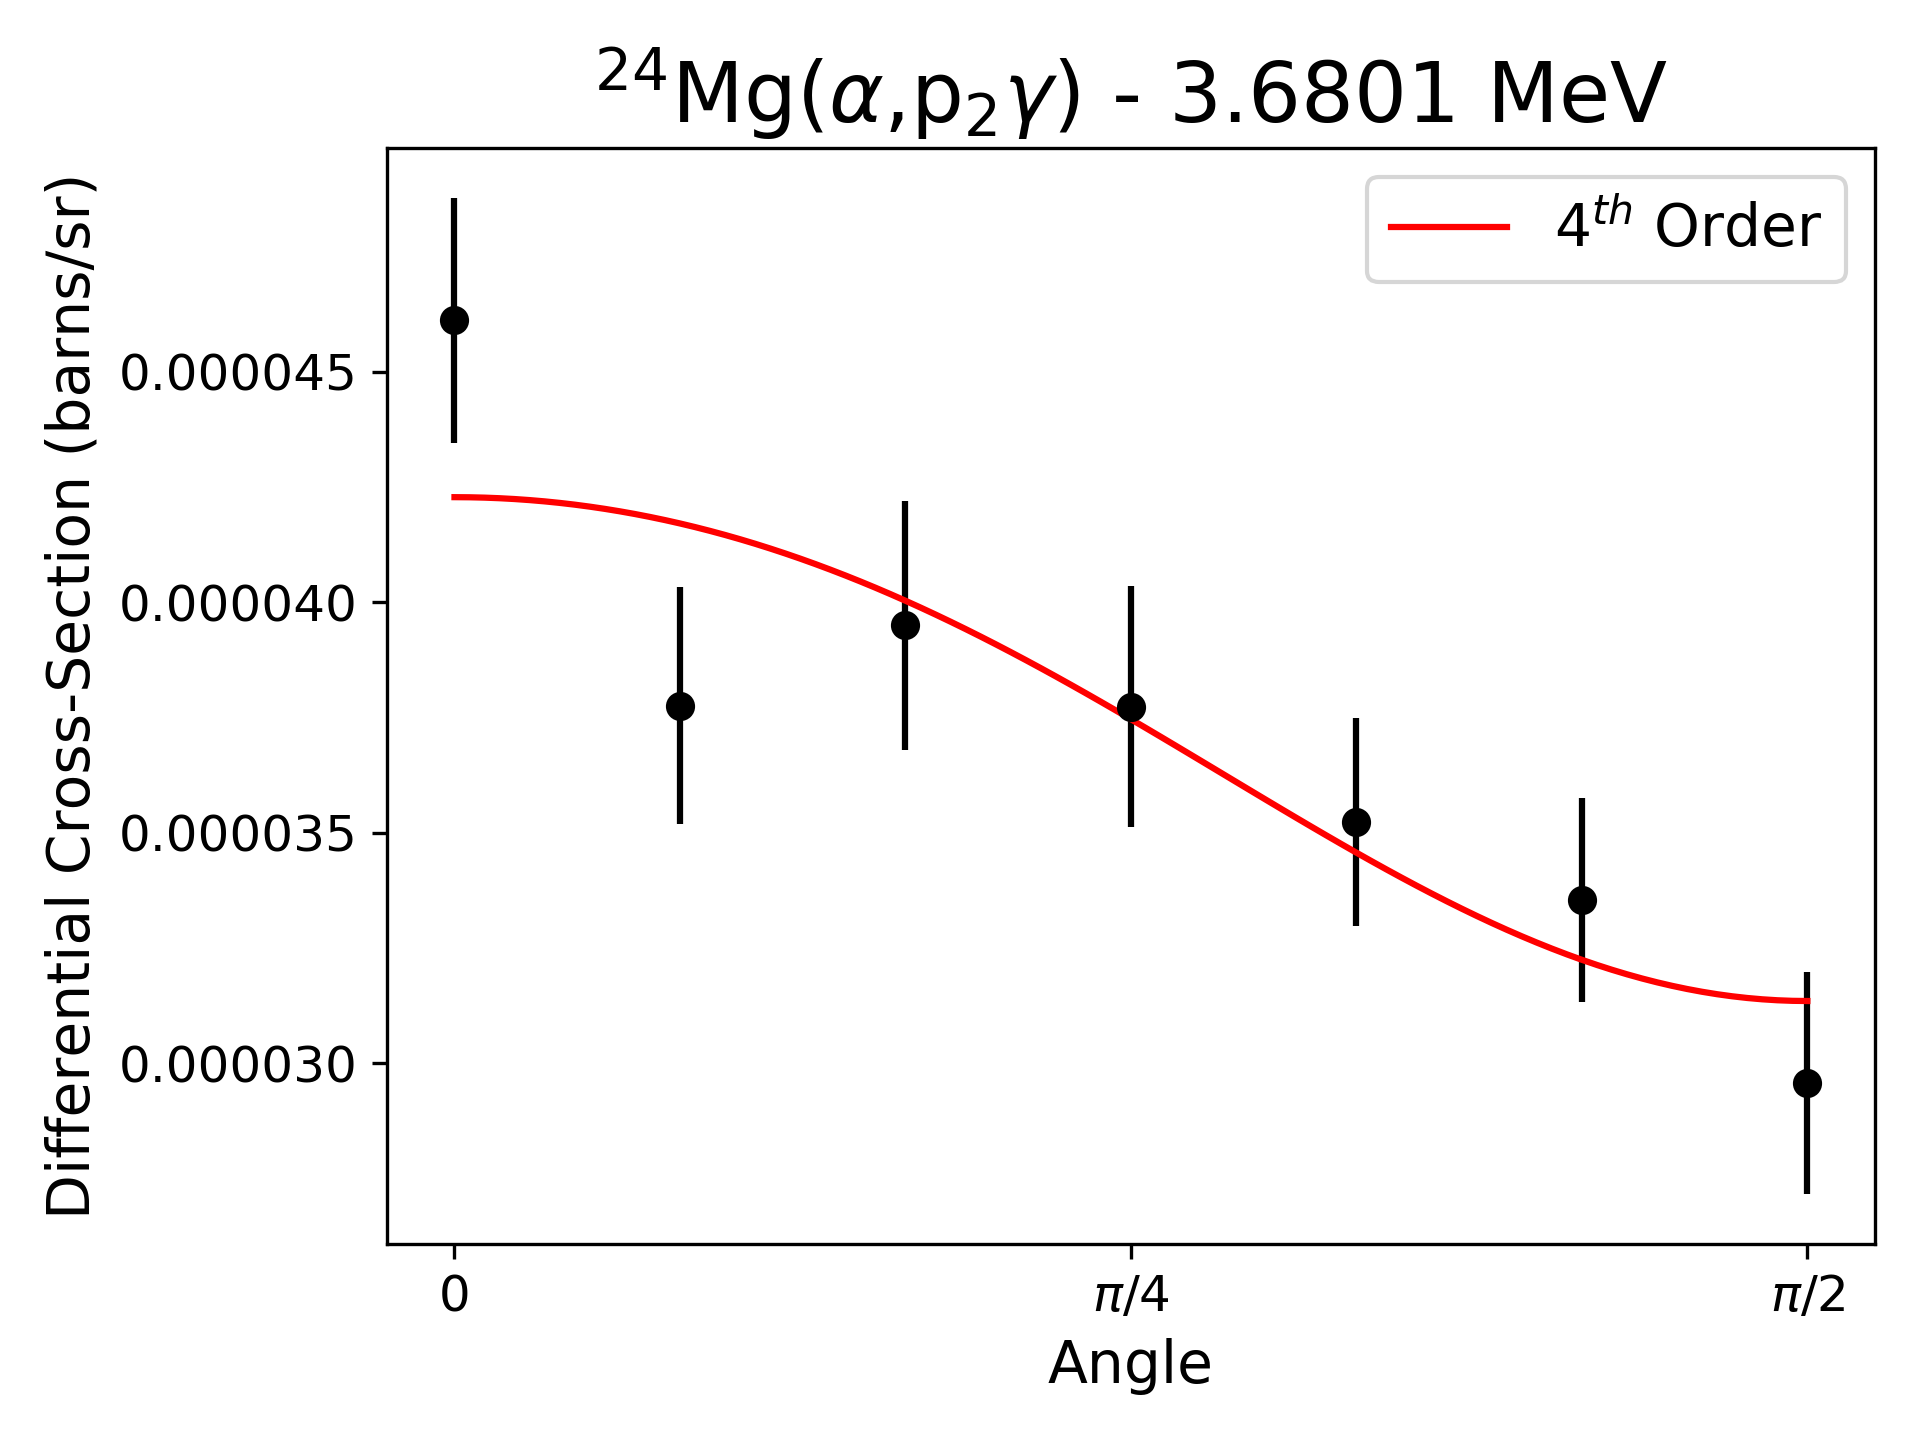 ²⁴Mg(α,p₂γ) - 3.6801 MeV
4ᵗʰ Order
Differential Cross-Section (barns/sr)
0.000045
0.000040
0.000035
0.000030
0
π/4
π/2
Angle